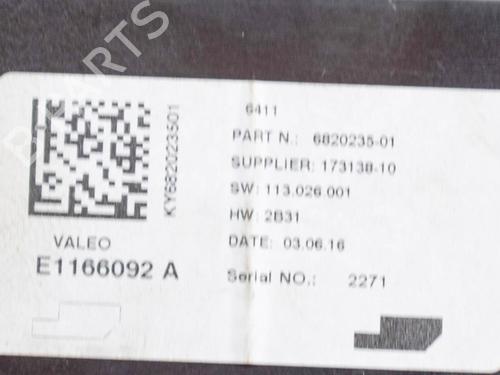 B PARTS
6411
PART N.: 6820235-01
SUPPLIER: 173138-10
SW: 113.026.001
HW: 2B31
DATE: 03.06.16
Serial NO.: 2271
KY6820223501
VALEO
E1166092 A